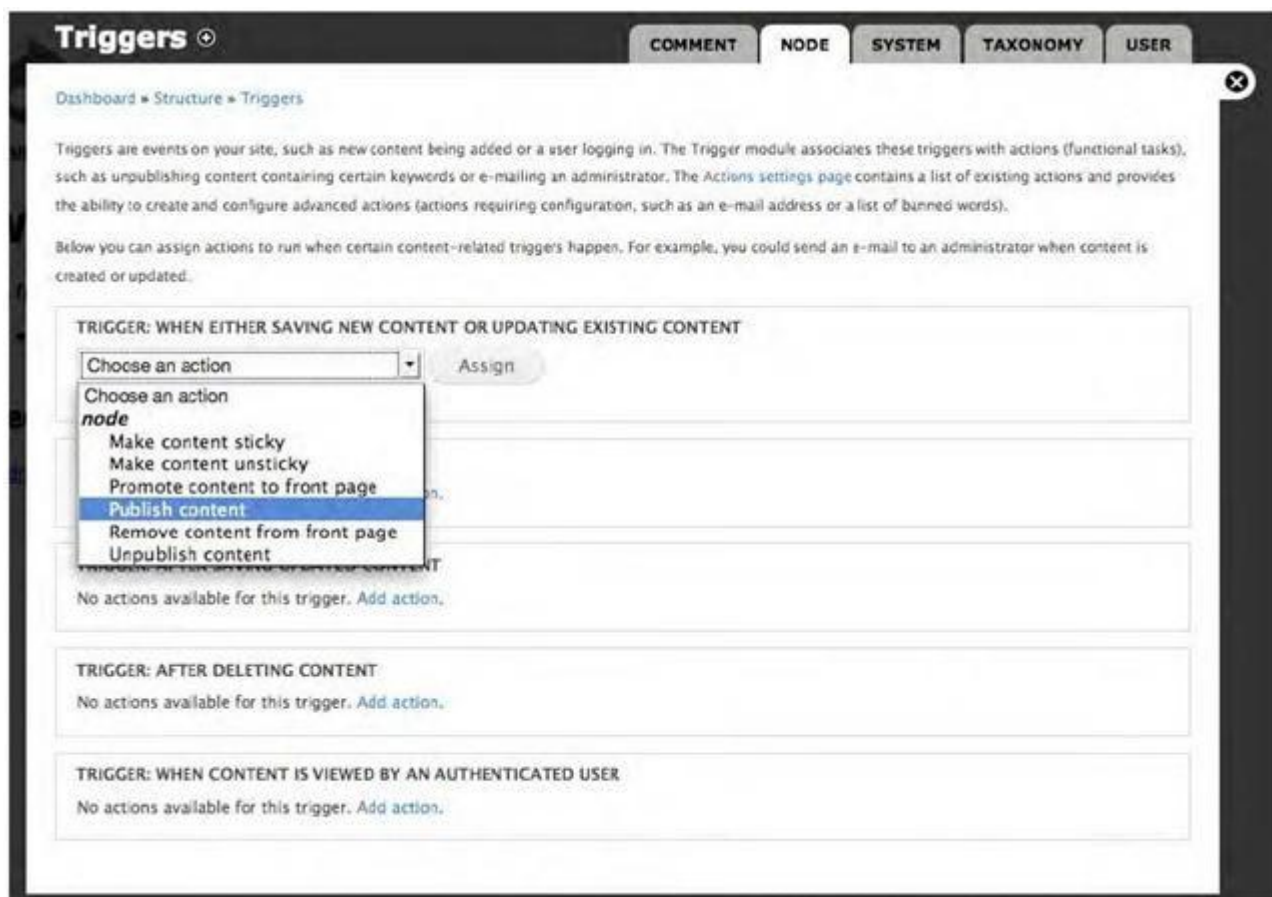 Triggers
COMMENT
NODE
SYSTEM
TAXONOMY
USER
Dashboard » Structure » Triggers
Triggers are events on your site, such as new content being added or a user logging in. The Trigger module associates these triggers with actions (functional tasks),
such as unpublishing content containing certain keywords or e-mailing an administrator. The Actions settings page contains a list of existing actions and provides
the ability to create and configure advanced actions (actions requiring configuration, such as an e-mail address or a list of banned words).
Below you can assign actions to run when certain content-related triggers happen. For example, you could send an e-mail to an administrator when content is
created or updated.
TRIGGER: WHEN EITHER SAVING NEW CONTENT OR UPDATING EXISTING CONTENT
Choose an action
Assign
Choose an action
node
Make content sticky
Make content unsticky
Promote content to front page
Publish content
Remove content from front page
Unpublish content
TRIGGER: AFTER SAVING UPDATED CONTENT
No actions available for this trigger. Add action.
TRIGGER: AFTER DELETING CONTENT
No actions available for this trigger. Add action.
TRIGGER: WHEN CONTENT IS VIEWED BY AN AUTHENTICATED USER
No actions available for this trigger. Add action.